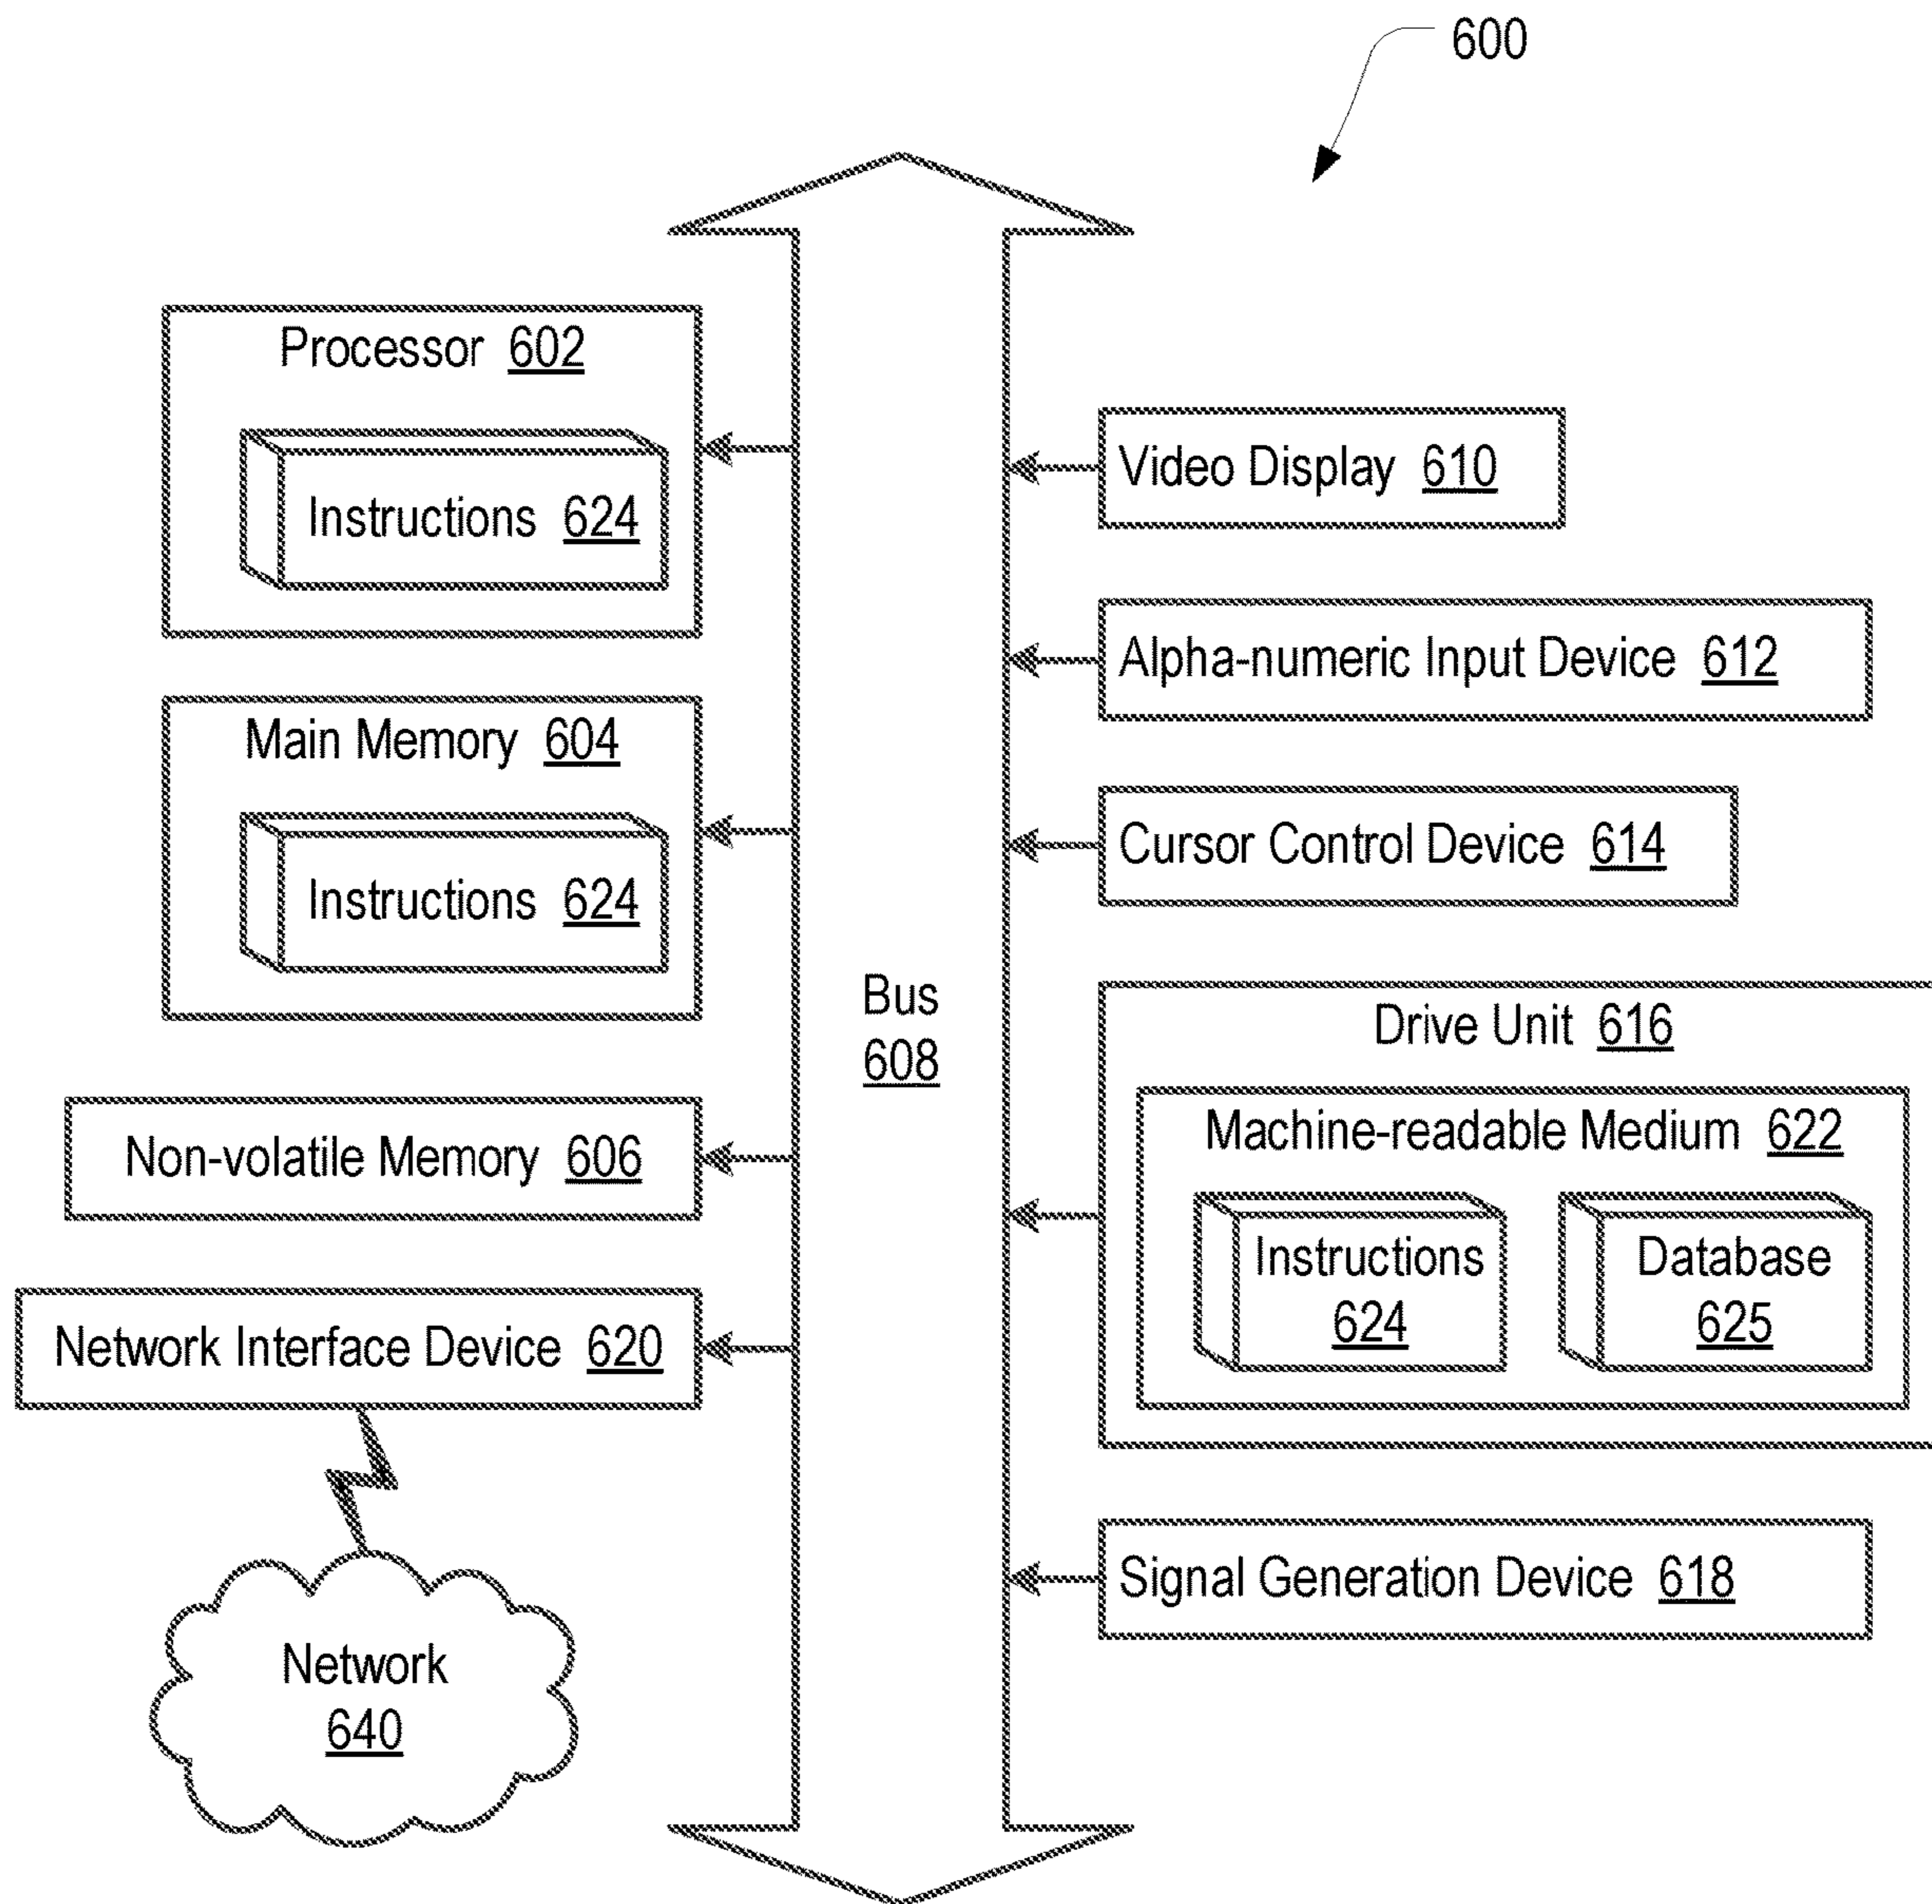 600
Processor 602
Instructions 624
Main Memory 604
Instructions 624
Non-volatile Memory 606
Network Interface Device 620
Network
640
Bus
608
Video Display 610
Alpha-numeric Input Device 612
Cursor Control Device 614
Drive Unit 616
Machine-readable Medium 622
Instructions
624
Database
625
Signal Generation Device 618